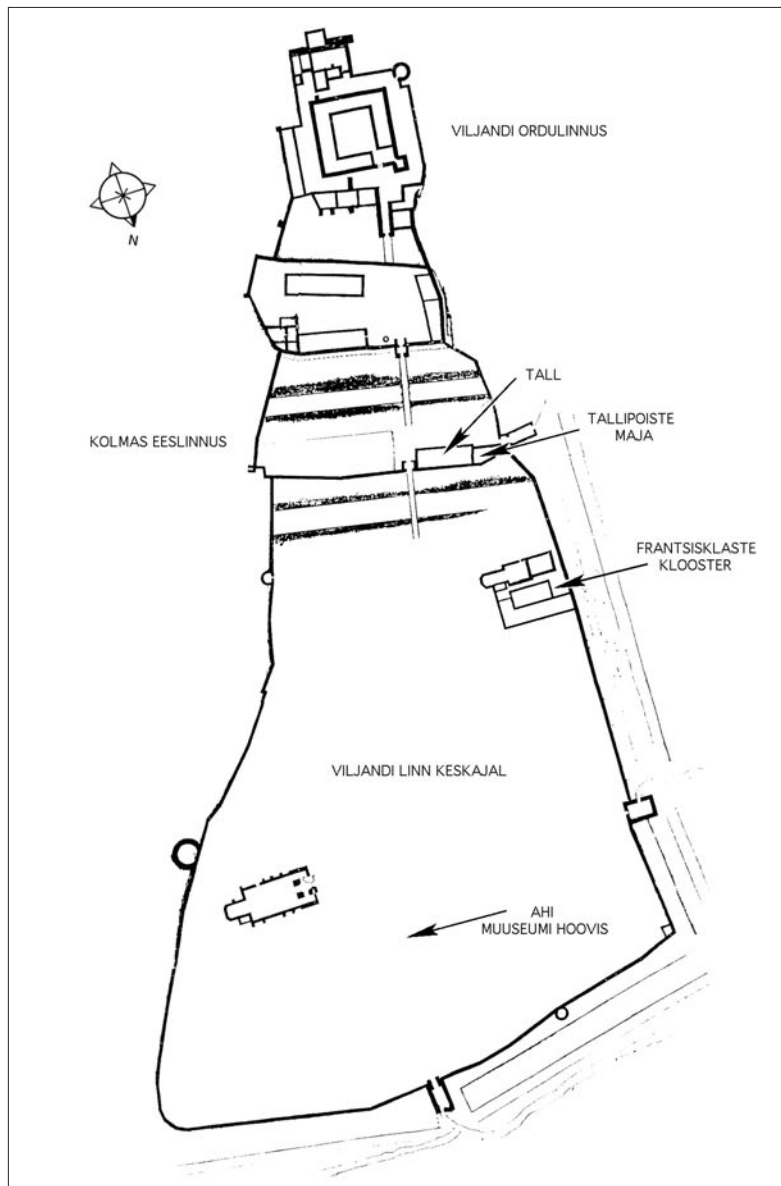 VILJANDI ORDULINNUS
N
TALL
TALLIPOISTE
MAJA
KOLMAS EESLINNUS
FRANTSISKLASTE
KLOOSTER
VILJANDI LINN KESKAJAL
AHI
MUUSEUMI HOOVIS